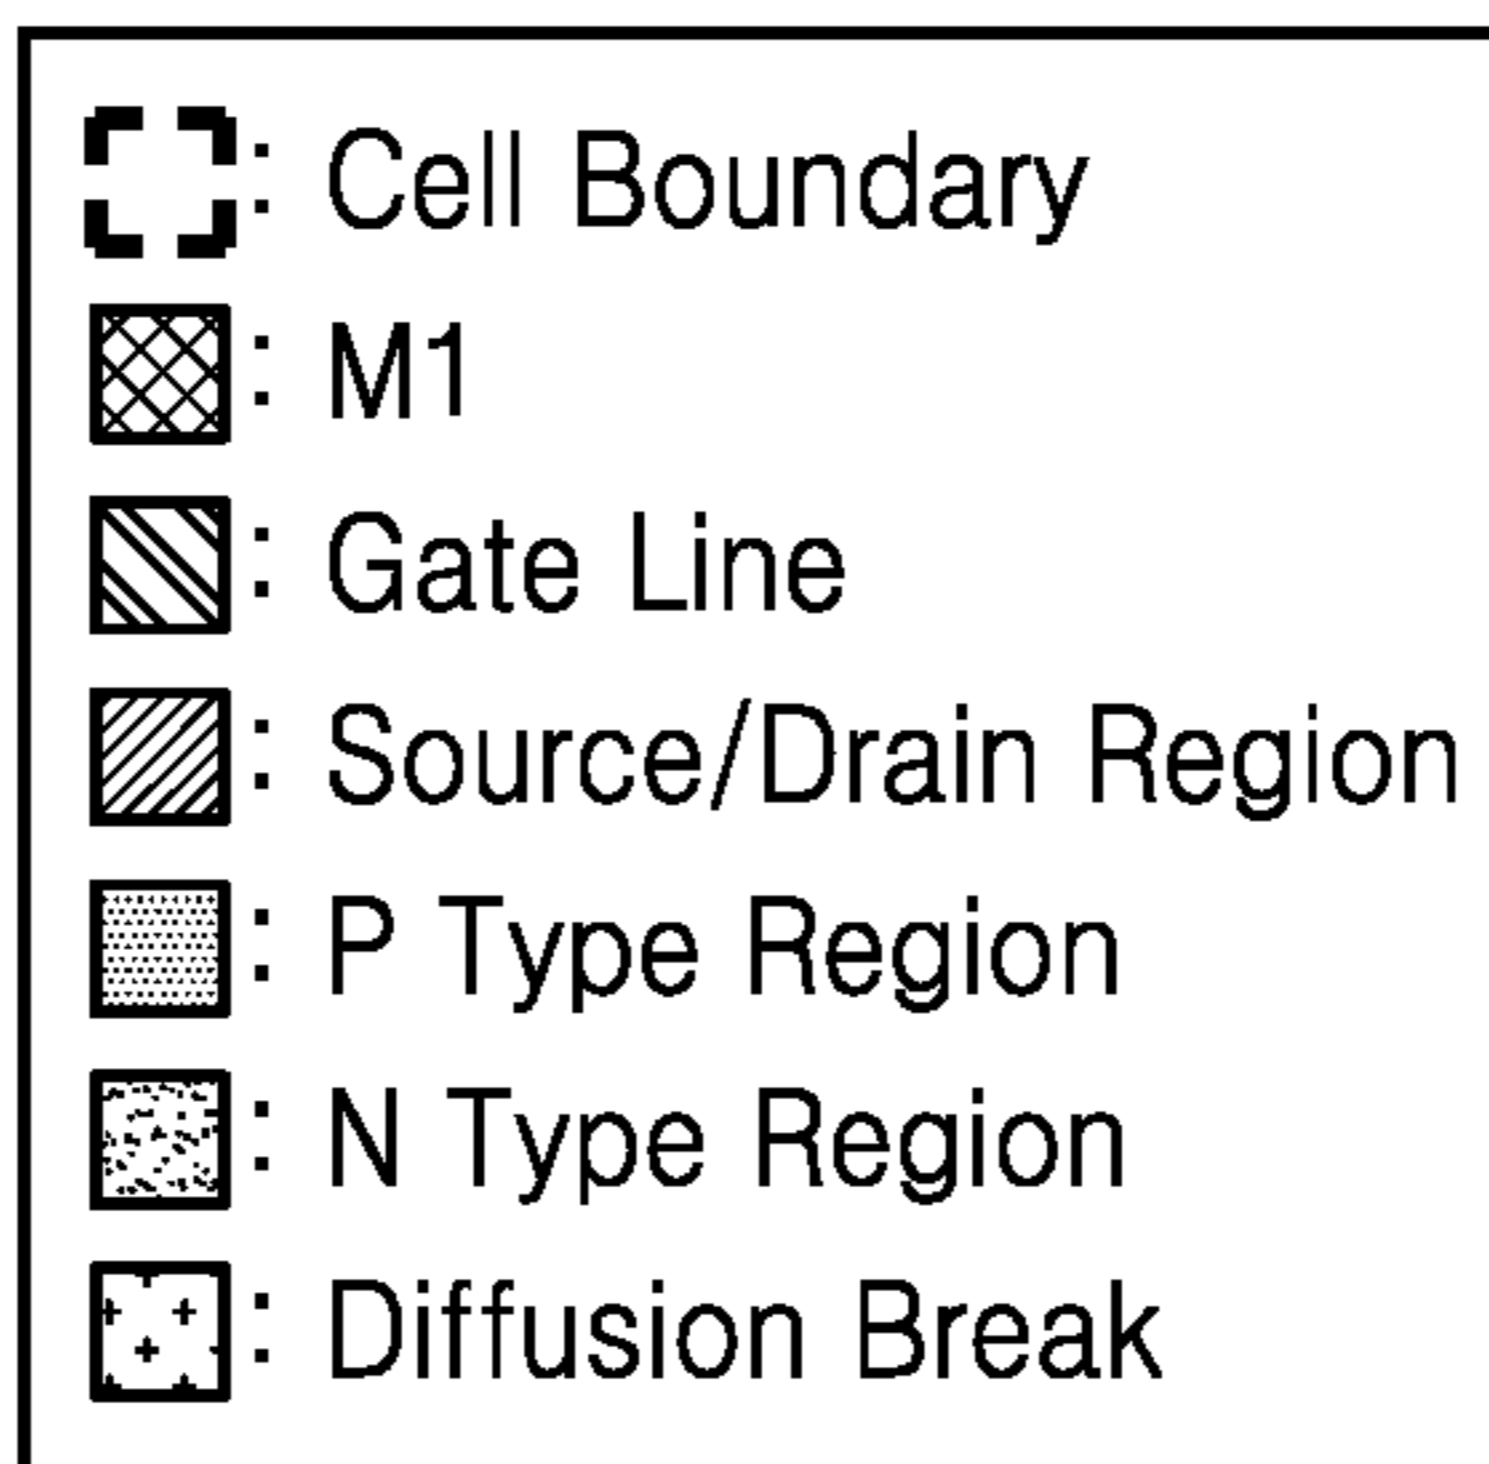 : Cell Boundary
: M1
: Gate Line
: Source/Drain Region
: P Type Region
: N Type Region
: Diffusion Break